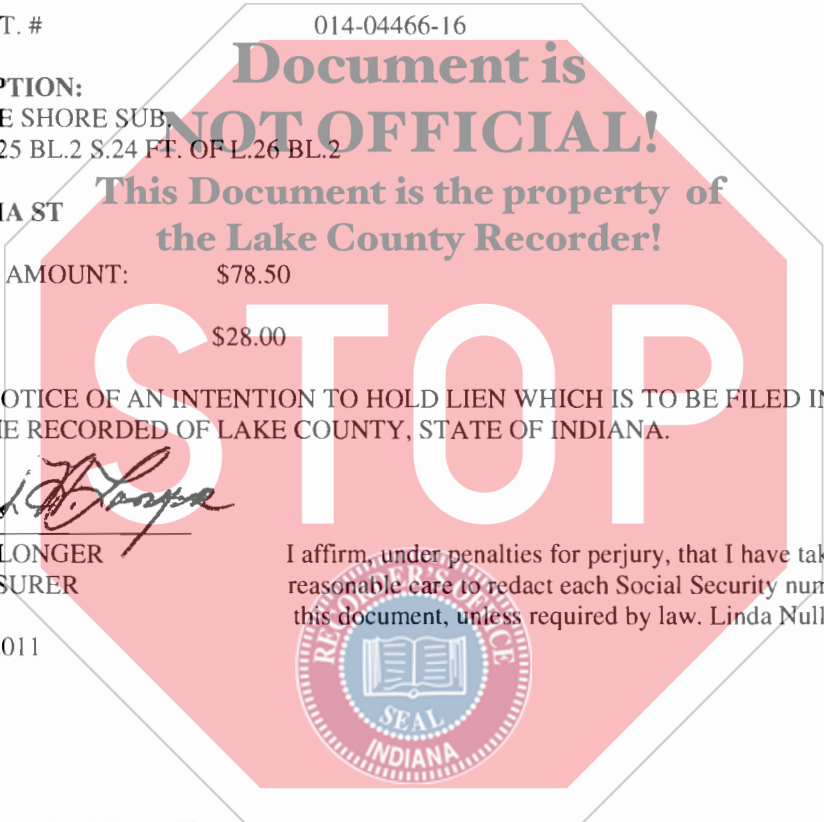 T. # 014-04466-16
Document is
PTION:
E SHORE SUB.
NOT OFFICIAL!
25 BL.2 S.24 FT. OF L.26 BL.2
This Document is the property of
IA ST
the Lake County Recorder!
AMOUNT: $78.50
$28.00
STOP
OTICE OF AN INTENTION TO HOLD LIEN WHICH IS TO BE FILED IN
E RECORDED OF LAKE COUNTY, STATE OF INDIANA.
LONGER
SURER
I affirm, under penalties for perjury, that I have tak
reasonable care to redact each Social Security num
this document, unless required by law. Linda Null
011
RECORDER'S OFFICE
SEAL
INDIANA